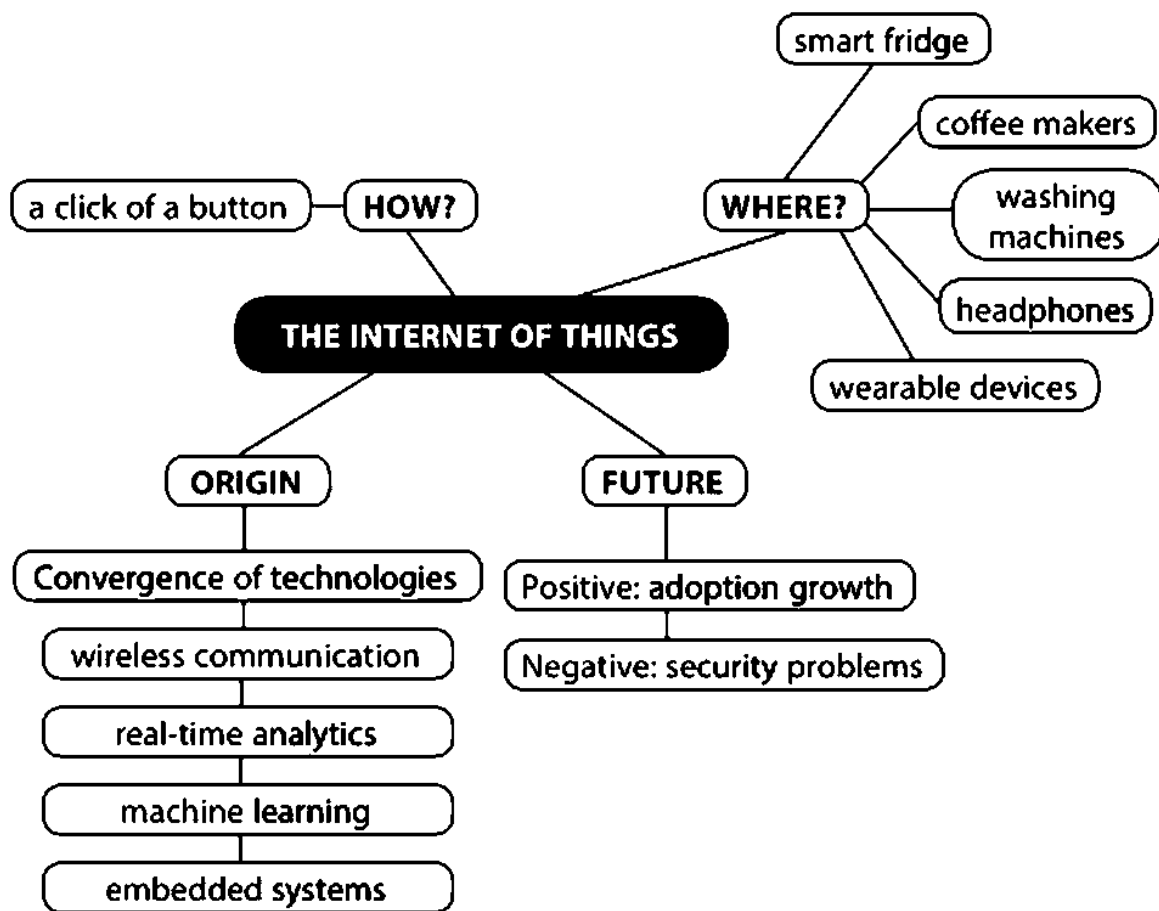 smart fridge
coffee makers
a click of a button
HOW?
WHERE?
washing
machines
headphones
THE INTERNET OF THINGS
wearable devices
ORIGIN
FUTURE
Convergence of technologies
Positive: adoption growth
wireless communication
Negative: security problems
real-time analytics
machine learning
embedded systems